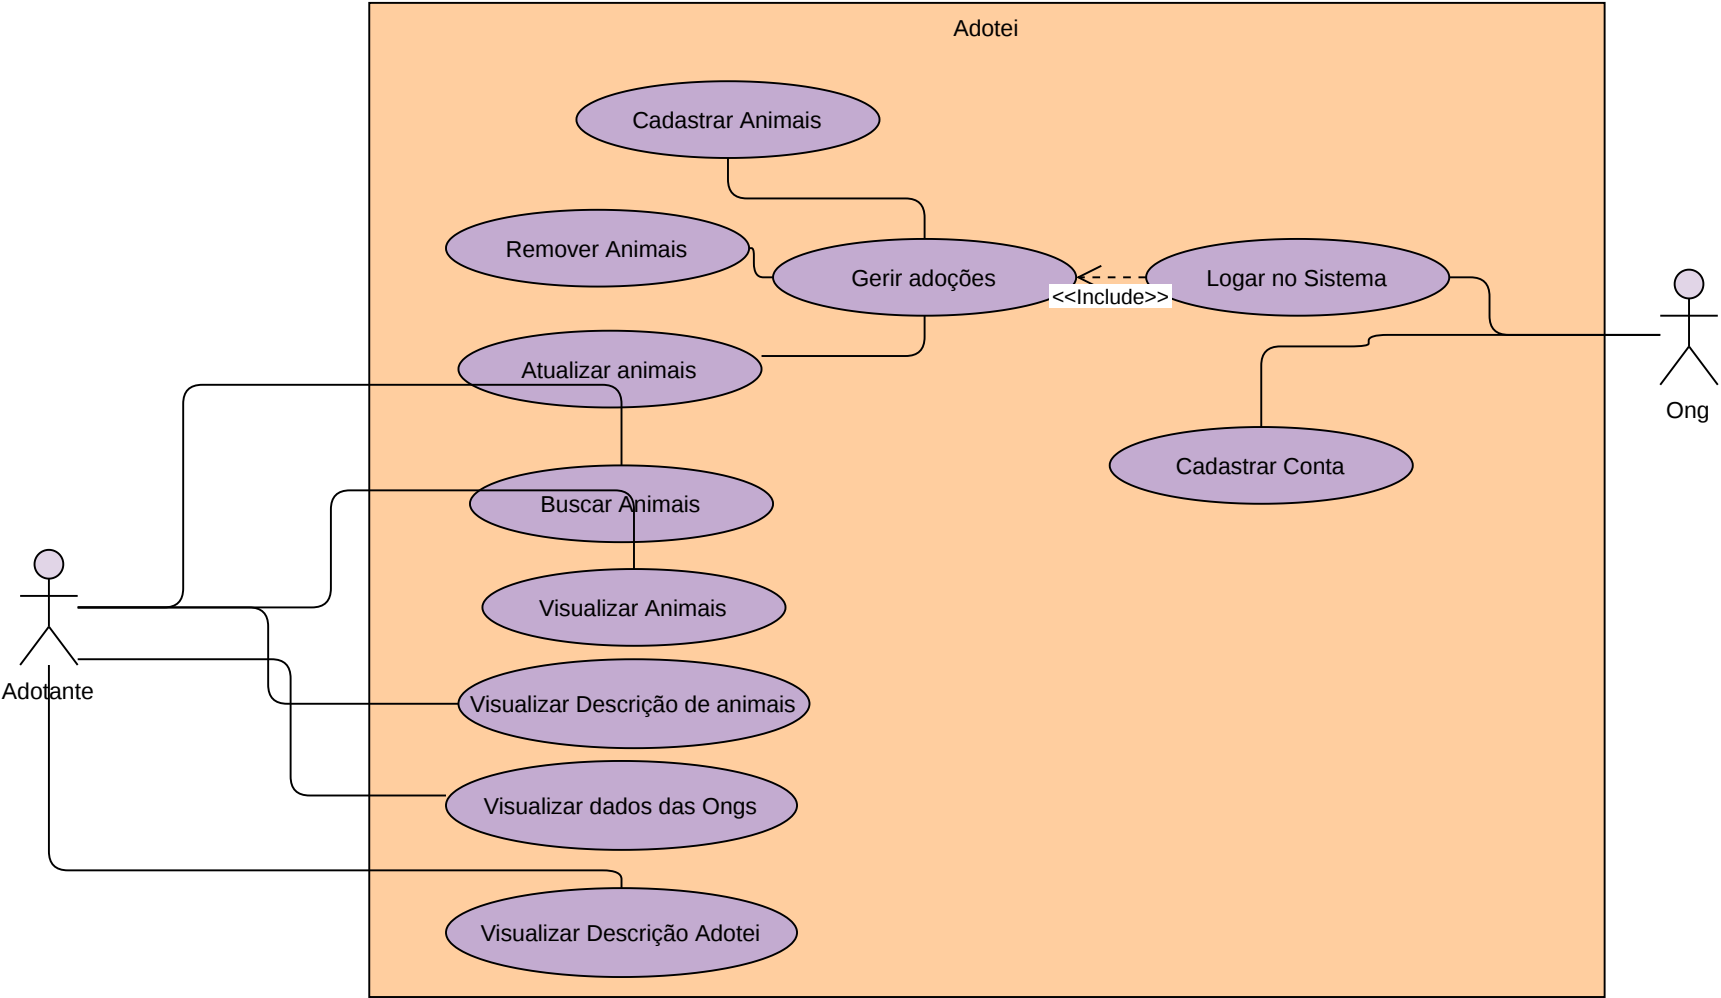 Adotei
Cadastrar Animais
Remover Animais
Gerir adoções
<<Include>>
Logar no Sistema
Atualizar animais
Ong
Cadastrar Conta
Buscar Animais
Visualizar Animais
Adotante
Visualizar Descrição de animais
Visualizar dados das Ongs
Visualizar Descrição Adotei